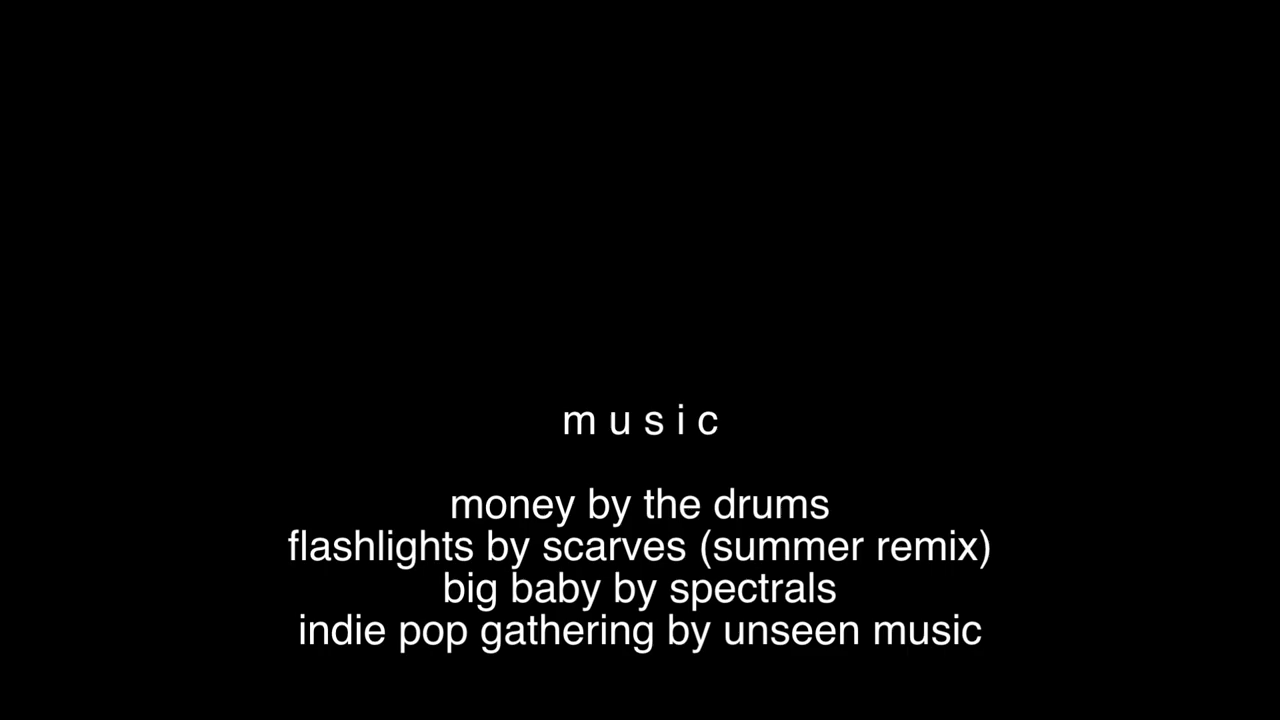 m u s i c
money by the drums
flashlights by scarves (summer remix)
big baby by spectrals
indie pop gathering by unseen music